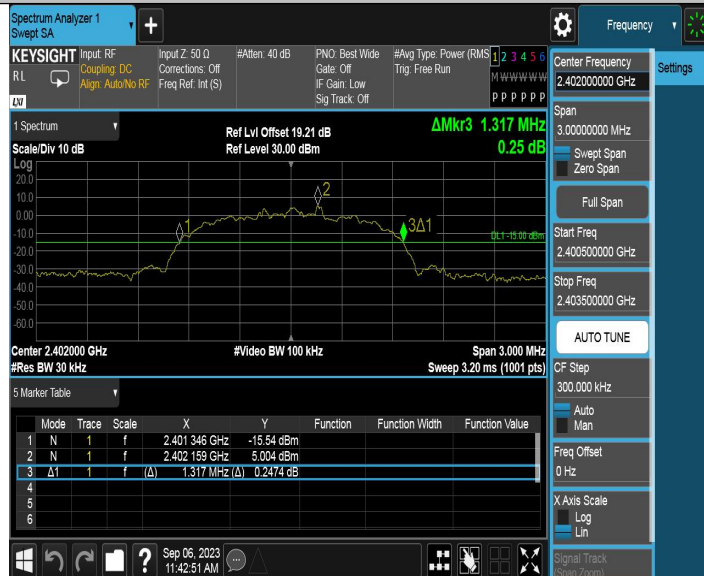 Spectrum Analyzer 1
Swept SA
+
Frequency
KEYSIGHT
RL
LXI
Input: RF
Coupling: DC
Align: Auto/No RF
Input Z: 50 Ω
Corrections: Off
Freq Ref: Int (S)
#Atten: 40 dB
PNO: Best Wide
Gate: Off
IF Gain: Low
Sig Track: Off
#Avg Type: Power (RMS
Trig: Free Run
1 2 3 4 5 6
M W W W W W
P P P P P P
1 Spectrum
Scale/Div 10 dB
Ref Lvl Offset 19.21 dB
Ref Level 30.00 dBm
ΔMkr3 1.317 MHz
0.25 dB
Log
20.0
10.0
0.00
-10.0
-20.0
-30.0
-40.0
-50.0
-60.0
1
2
3Δ1
DL1 -15.00 dBm
Center 2.402000 GHz
#Video BW 100 kHz
Span 3.000 MHz
#Res BW 30 kHz
Sweep 3.20 ms (1001 pts)
5 Marker Table
Mode Trace Scale X Y Function Function Width Function Value
1 N 1 f 2.401 346 GHz -15.54 dBm
2 N 1 f 2.402 159 GHz 5.004 dBm
3 Δ1 1 f (Δ) 1.317 MHz (Δ) 0.2474 dB
4
5
6
?
Sep 06, 2023
11:42:51 AM
Center Frequency
2.402000000 GHz
Span
3.00000000 MHz
Swept Span
Zero Span
Full Span
Start Freq
2.400500000 GHz
Stop Freq
2.403500000 GHz
AUTO TUNE
CF Step
300.000 kHz
Auto
Man
Freq Offset
0 Hz
X Axis Scale
Log
Lin
Signal Track
(Span Zoom)
Settings